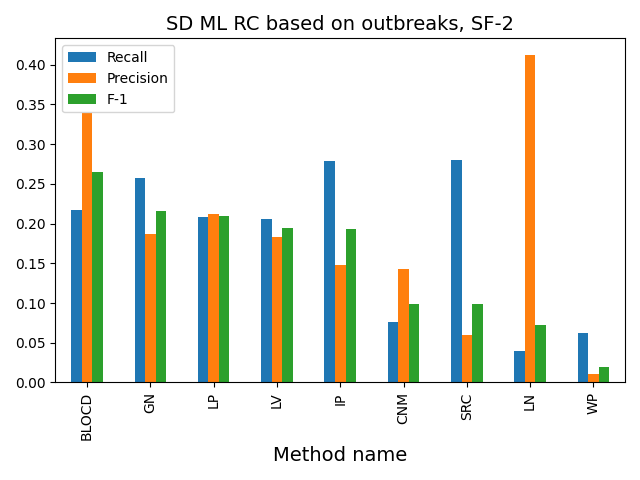 SD ML RC based on outbreaks, SF-2
Recall
Precision
F-1
0.40
0.35
0.30
0.25
0.20
0.15
0.10
0.05
0.00
BLOCD GN LP LV IP CNM SRC LN WP
Method name